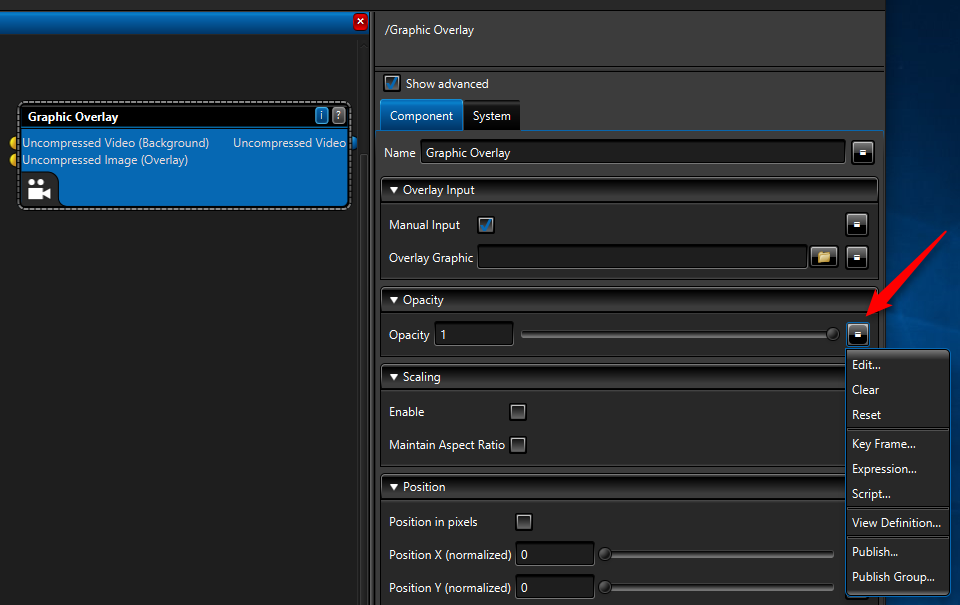 /Graphic Overlay
Show advanced
Component System
Name Graphic Overlay
Graphic Overlay i ?
Uncompressed Video (Background) Uncompressed Video
Uncompressed Image (Overlay)
Overlay Input
Manual Input
Overlay Graphic
Opacity
Opacity 1
Scaling
Enable
Maintain Aspect Ratio
Position
Position in pixels
Position X (normalized) 0
Position Y (normalized) 0
Edit...
Clear
Reset
Key Frame...
Expression...
Script...
View Definition...
Publish...
Publish Group...